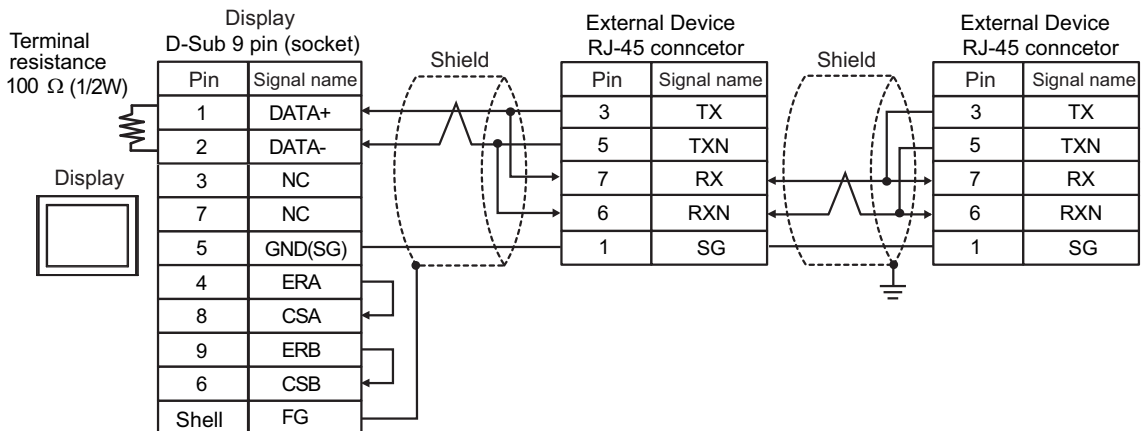 Terminal
resistance
100 Ω (1/2W)
Display
D-Sub 9 pin (socket)
Pin Signal name
1 DATA+
2 DATA-
3 NC
7 NC
5 GND(SG)
4 ERA
8 CSA
9 ERB
6 CSB
Shell FG
Display
Shield
External Device
RJ-45 conncetor
Pin Signal name
3 TX
5 TXN
7 RX
6 RXN
1 SG
Shield
External Device
RJ-45 conncetor
Pin Signal name
3 TX
5 TXN
7 RX
6 RXN
1 SG